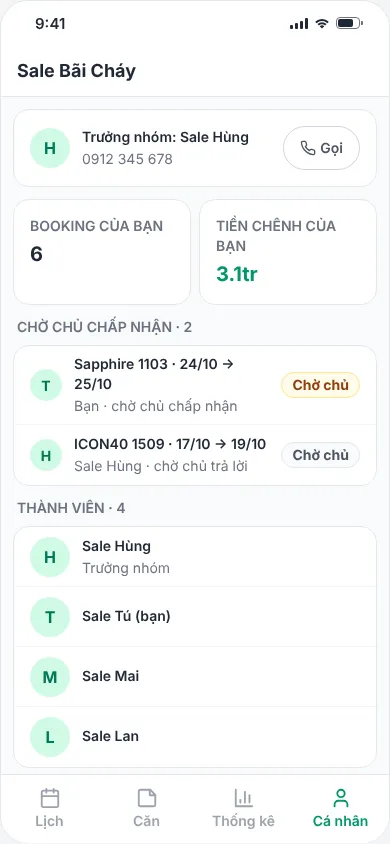 9:41
Sale Bãi Cháy
H
Trưởng nhóm: Sale Hùng
0912 345 678
Gọi
BOOKING CỦA BẠN
6
TIỀN CHÊNH CỦA
BẠN
3.1tr
CHỜ CHỦ CHẤP NHẬN · 2
T
Sapphire 1103 · 24/10 →
25/10
Bạn · chờ chủ chấp nhận
Chờ chủ
H
ICON40 1509 · 17/10 → 19/10
Sale Hùng · chờ chủ trả lời
Chờ chủ
THÀNH VIÊN · 4
H
Sale Hùng
Trưởng nhóm
T
Sale Tú (bạn)
M
Sale Mai
L
Sale Lan
Lịch
Căn
Thống kê
Cá nhân